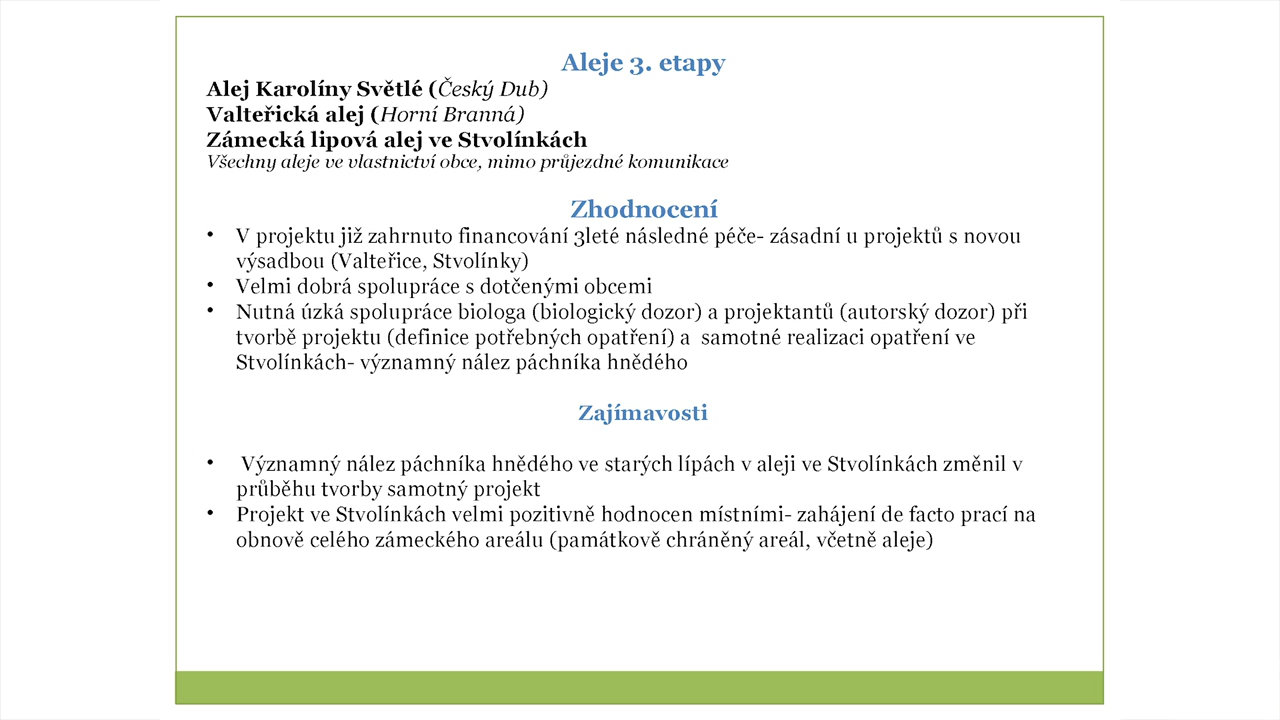 Aleje 3. etapy
Alej Karolíny Světlé (Český Dub)
Valteřická alej (Horní Branná)
Zámecká lipová alej ve Stvolínkách
Všechny aleje ve vlastnictví obce, mimo průjezdné komunikace
Zhodnocení
• V projektu již zahrnuto financování 3leté následné péče- zásadní u projektů s novou
výsadbou (Valteřice, Stvolínky)
• Velmi dobrá spolupráce s dotčenými obcemi
• Nutná úzká spolupráce biologa (biologický dozor) a projektantů (autorský dozor) při
tvorbě projektu (definice potřebných opatření) a  samotné realizaci opatření ve
Stvolínkách- významný nález páchníka hnědého
Zajímavosti
•  Významný nález páchníka hnědého ve starých lípách v aleji ve Stvolínkách změnil v
průběhu tvorby samotný projekt
• Projekt ve Stvolínkách velmi pozitivně hodnocen místními- zahájení de facto prací na
obnově celého zámeckého areálu (památkově chráněný areál, včetně aleje)